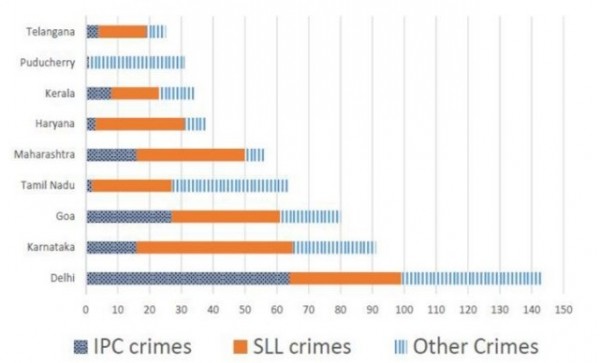 Telangana
Puducherry
Kerala
Haryana
Maharashtra
Tamil Nadu
Goa
Karnataka
Delhi
0 10 20 30 40 50 60 70 80 90 100 110 120 130 140 150
IPC crimes SLL crimes Other Crimes